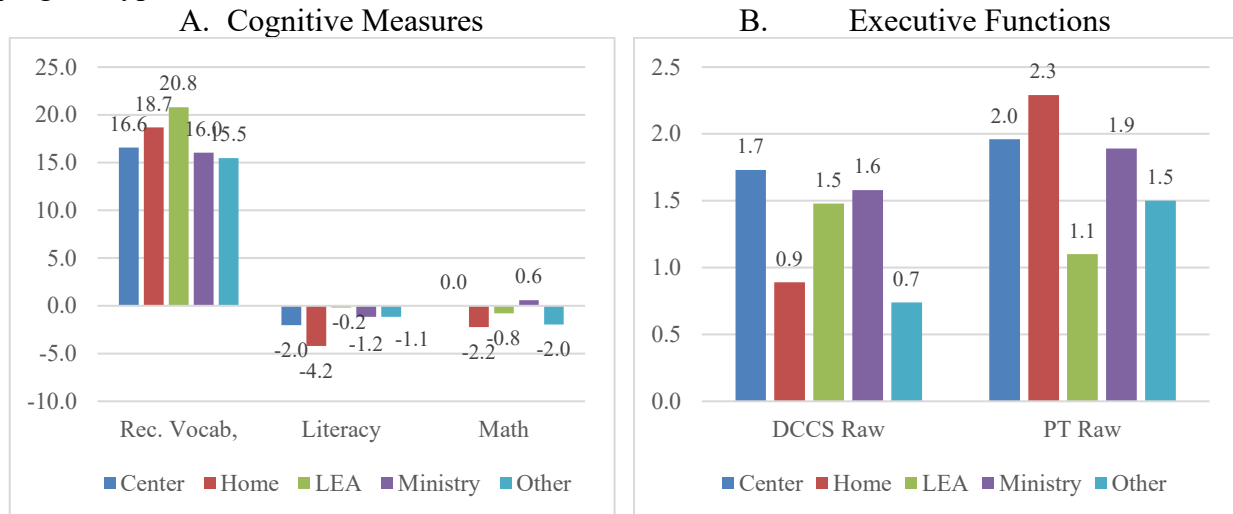 A. Cognitive Measures
25.0
20.0
15.0
10.0
5.0
0.0
-5.0
-10.0
16.6 18.7 20.8 16.0 15.5
-2.0 -4.2 -0.2 -1.2 -1.1
0.0 -2.2 -0.8 0.6 -2.0
Rec. Vocab, Literacy Math
Center Home LEA Ministry Other
B. Executive Functions
2.5
2.0
1.5
1.0
0.5
0.0
1.7 0.9 1.5 1.6 0.7
2.0 2.3 1.1 1.9 1.5
DCCS Raw PT Raw
Center Home LEA Ministry Other